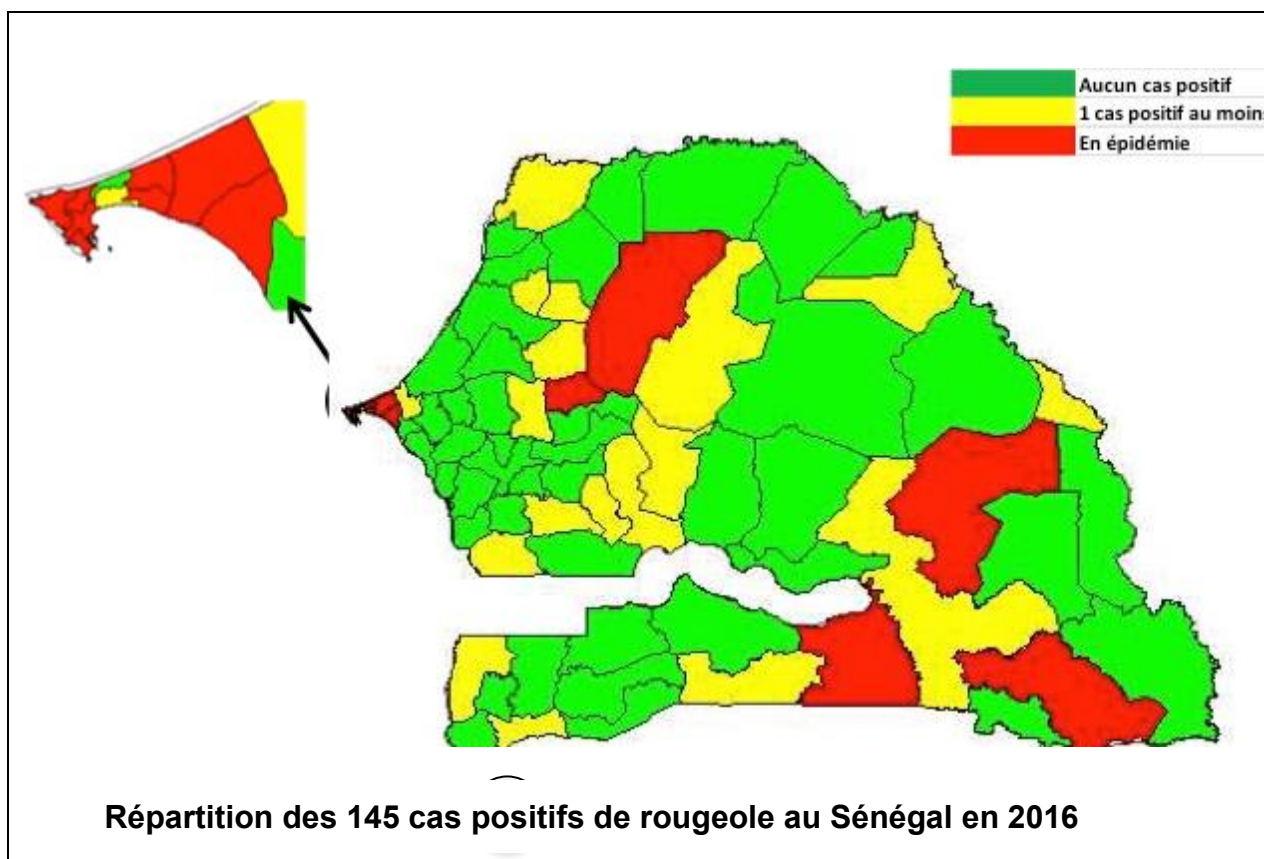 Aucun cas positif
1 cas positif au moins
En épidémie
Répartition des 145 cas positifs de rougeole au Sénégal en 2016